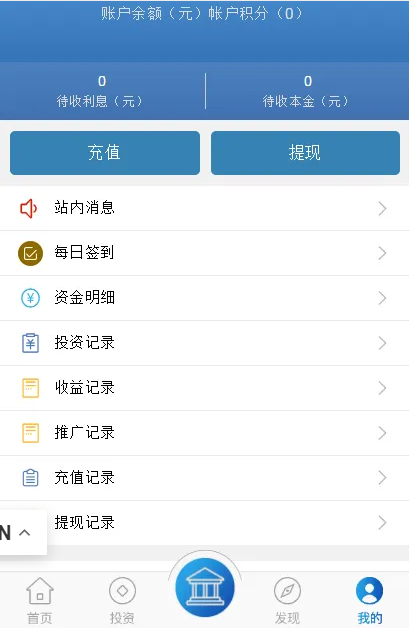 账户余额（元）帐户积分（0）
0 0
待收利息（元） 待收本金（元）
充值 提现
站内消息
每日签到
资金明细
投资记录
收益记录
推广记录
充值记录
N 提现记录
首页 投资 发现 我的